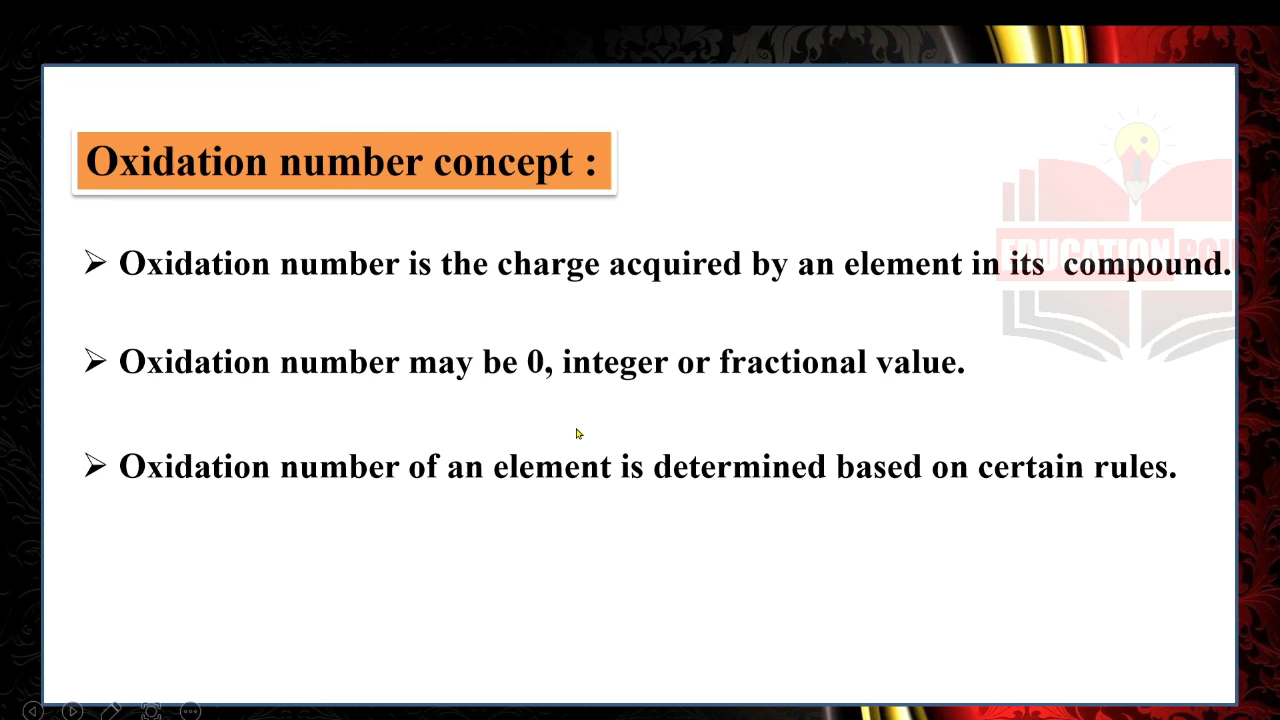 Oxidation number concept :
➢ Oxidation number is the charge acquired by an element in its compound.
EDUCATION
➢ Oxidation number may be 0, integer or fractional value.
➢ Oxidation number of an element is determined based on certain rules.